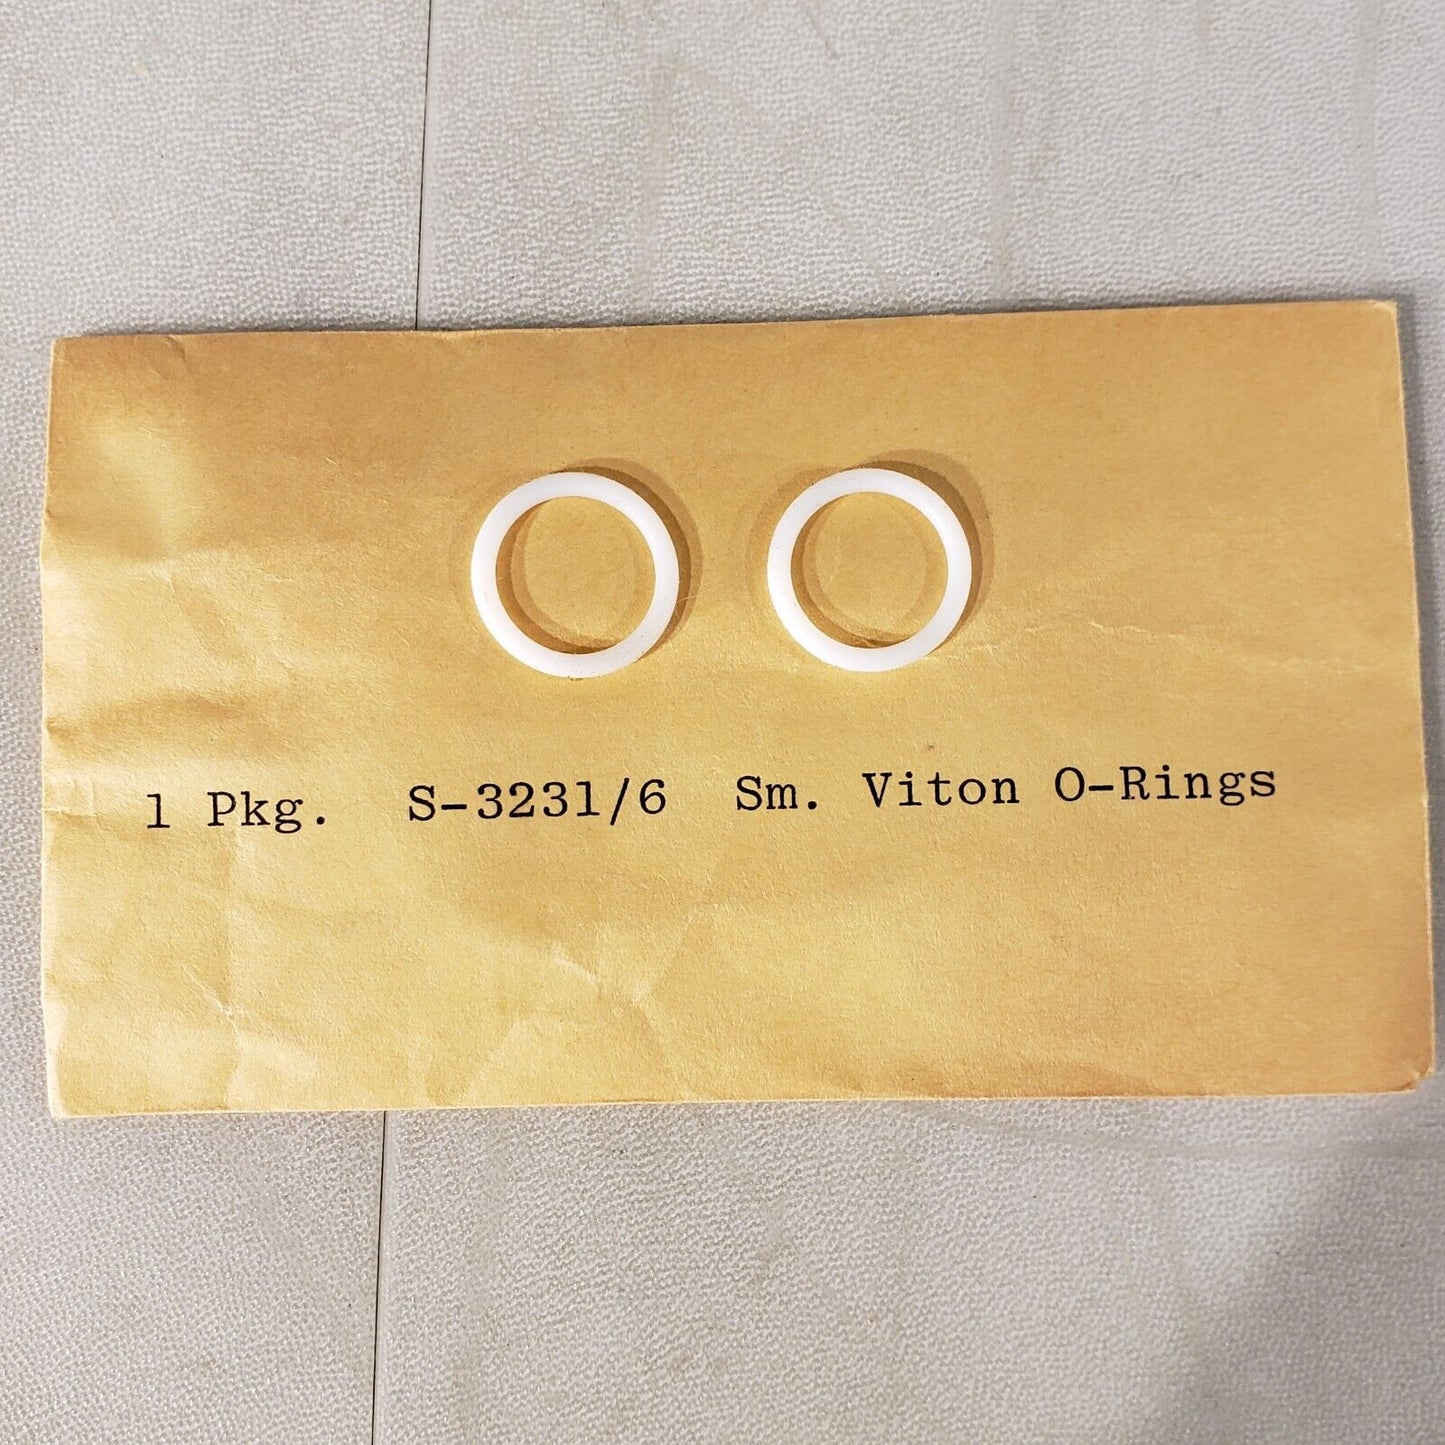 1 Pkg. S-3231/6 Sm. Viton O-Rings